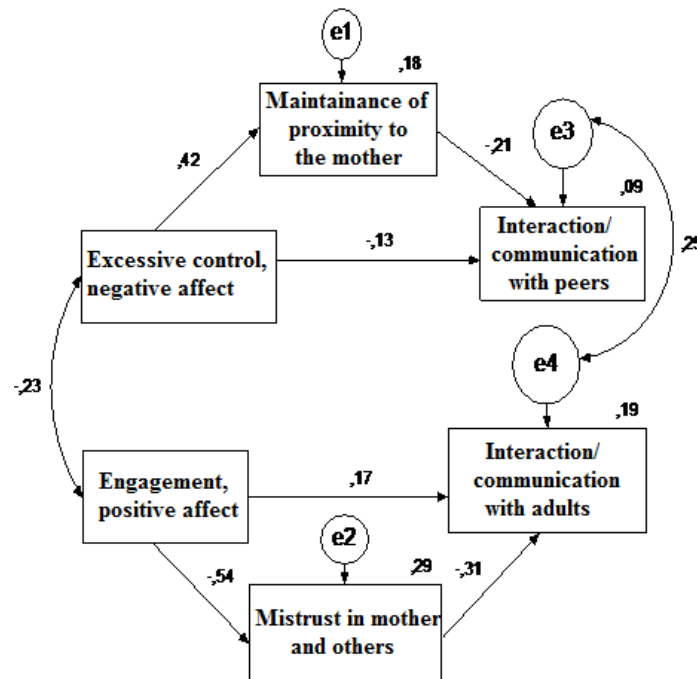 e1
,18
Maintainance of
proximity to
the mother
e3
-,21
,42
,09
Interaction/
communication
with peers
-,13
Excessive control,
negative affect
,25
e4
-,23
,19
Interaction/
communication
with adults
Engagement,
positive affect
,17
e2
,29
-,31
-,54
Mistrust in mother
and others